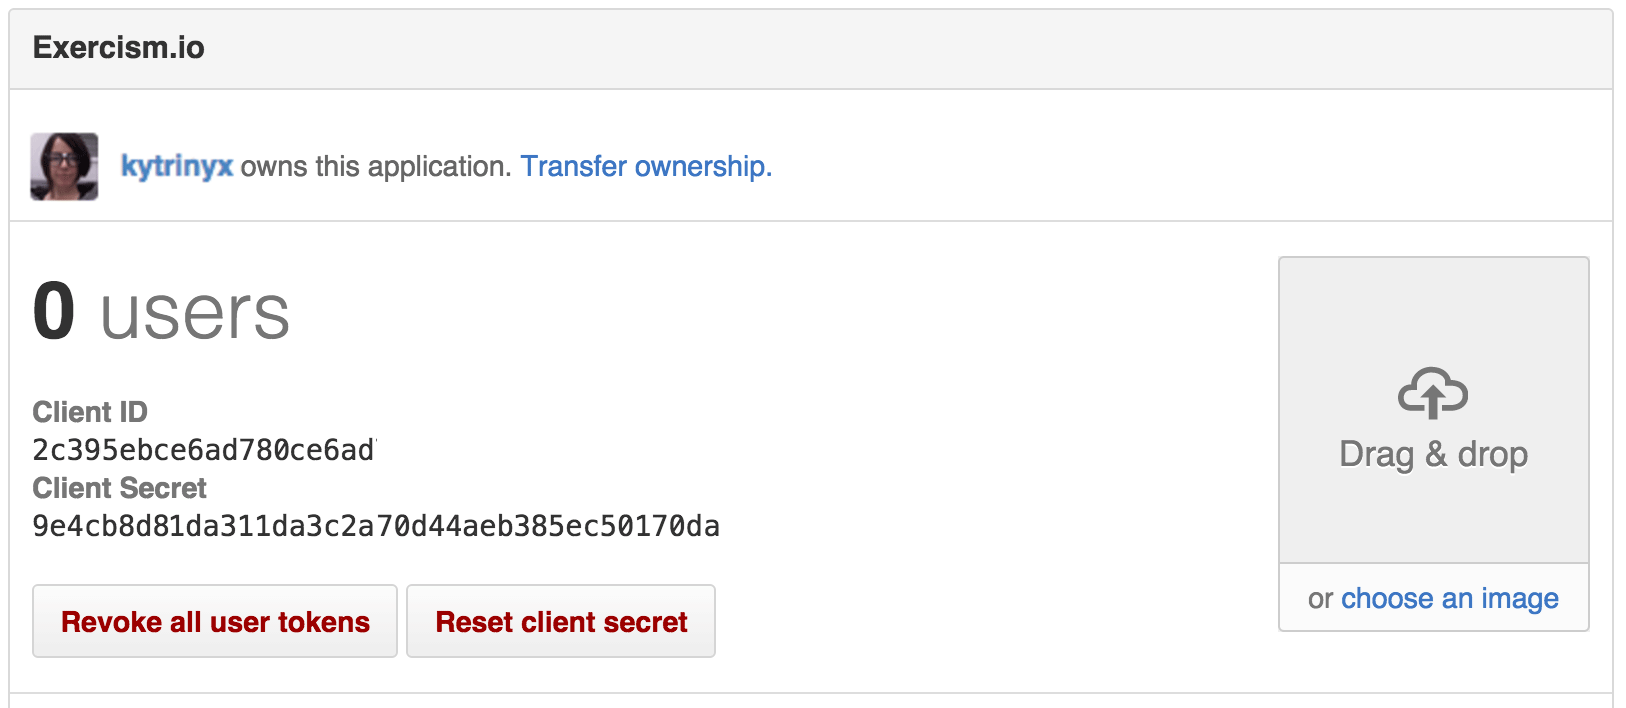 Exercism.io
kytrinyx owns this application. Transfer ownership.
0 users
Client ID
2c395ebce6ad780ce6ad
Client Secret
9e4cb8d81da311da3c2a70d44aeb385ec50170da
Revoke all user tokens
Reset client secret
Drag & drop
or choose an image